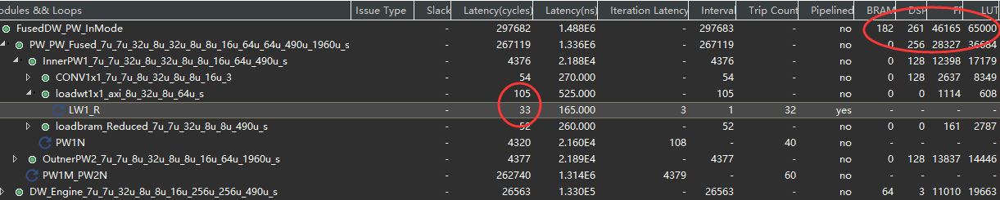 odules && Loops Issue Type Slack Latency(cycles) Latency(ns) Iteration Latency Interval Trip Count Pipelined BRAM DSP FF LUT
FusedDW_PW_InMode - 297682 1.488E6 - 297683 - no 182 261 46165 65000
PW_PW_Fused_7u_7u_32u_8u_32u_8u_8u_16u_64u_64u_490u_1960u_s - 267119 1.336E6 - 267119 - no 0 256 28327 36684
InnerPW1_7u_7u_32u_8u_32u_8u_8u_16u_64u_490u_s - 4376 2.188E4 - 4376 - no 0 128 12398 17179
CONV1x1_7u_7u_8u_32u_8u_8u_16u_3 - 54 270.000 - 54 - no 0 128 2637 8349
loadwt1x1_axi_8u_32u_8u_64u_s - 105 525.000 - 105 - no 0 0 1114 608
LW1_R - 33 165.000 3 1 32 yes - - - -
loadbram_Reduced_7u_7u_32u_8u_8u_490u_s - 52 260.000 - 52 - no 0 0 161 2787
PW1N - 4320 2.160E4 108 - 40 no - - - -
OutnerPW2_7u_7u_8u_32u_8u_8u_16u_64u_1960u_s - 4377 2.189E4 - 4377 - no 0 128 13837 14446
PW1M_PW2N - 262740 1.314E6 4379 - 60 no - - - -
DW_Engine_7u_7u_32u_8u_8u_16u_256u_256u_490u_s - 26563 1.330E5 - 26563 - no 64 3 11010 19663